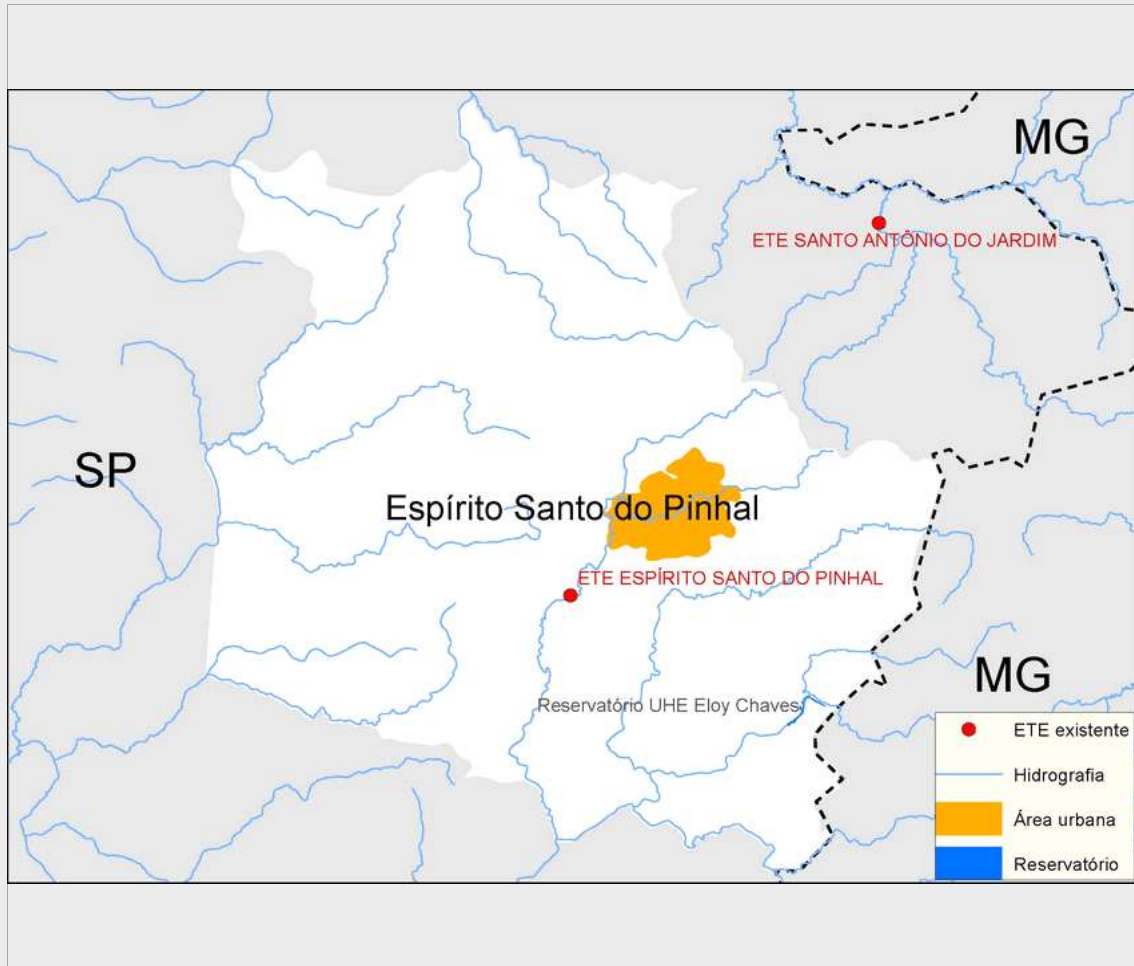 MG
ETE SANTO ANTÔNIO DO JARDIM
SP
Espírito Santo do Pinhal
ETE ESPÍRITO SANTO DO PINHAL
MG
Reservatório UHE Eloy Chaves
ETE existente
Hidrografia
Área urbana
Reservatório